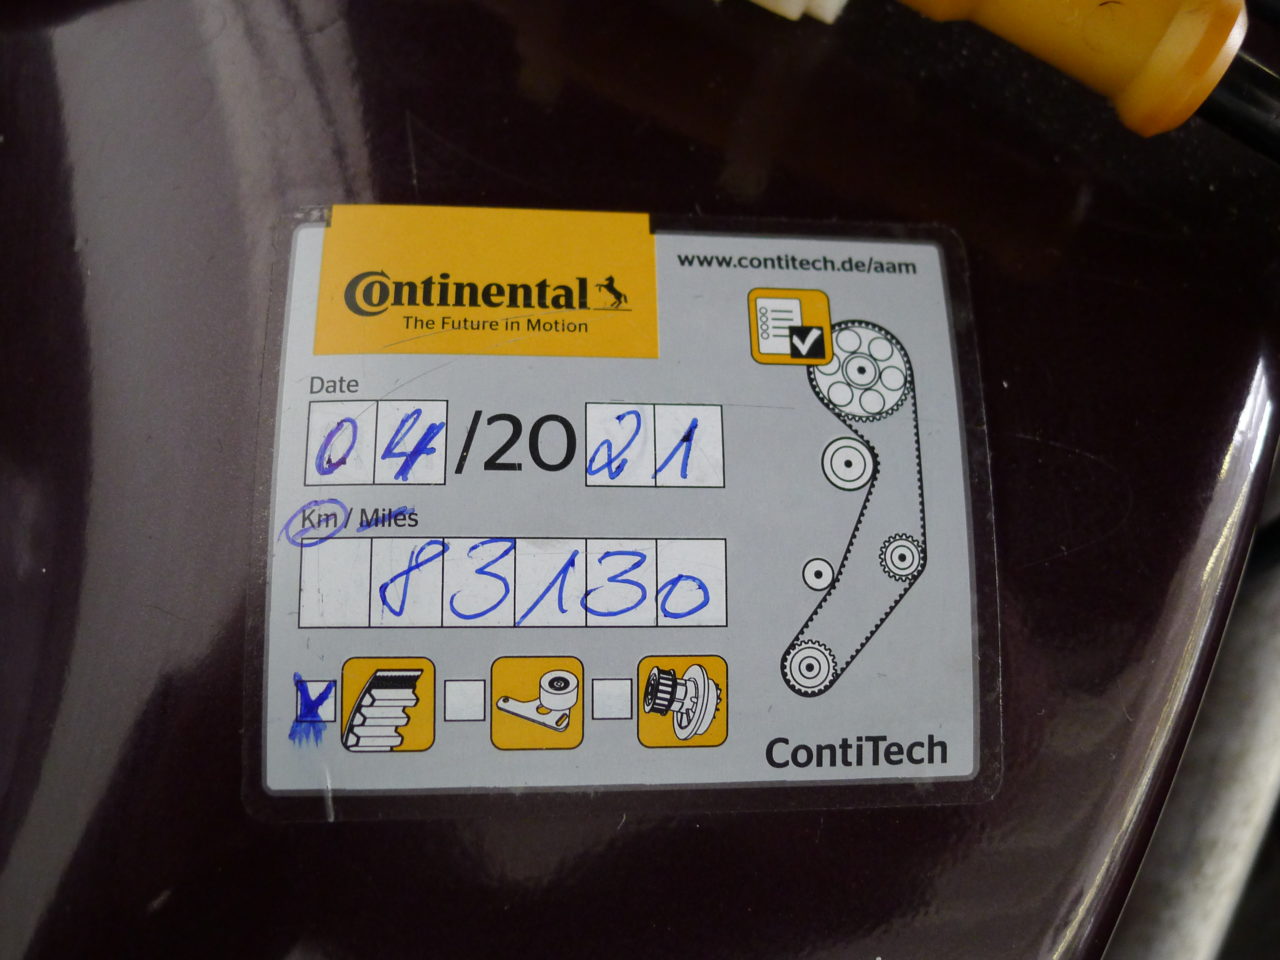 Continental
The Future in Motion
www.contitech.de/aam
Date
04/2021
Km / Miles
83130
ContiTech